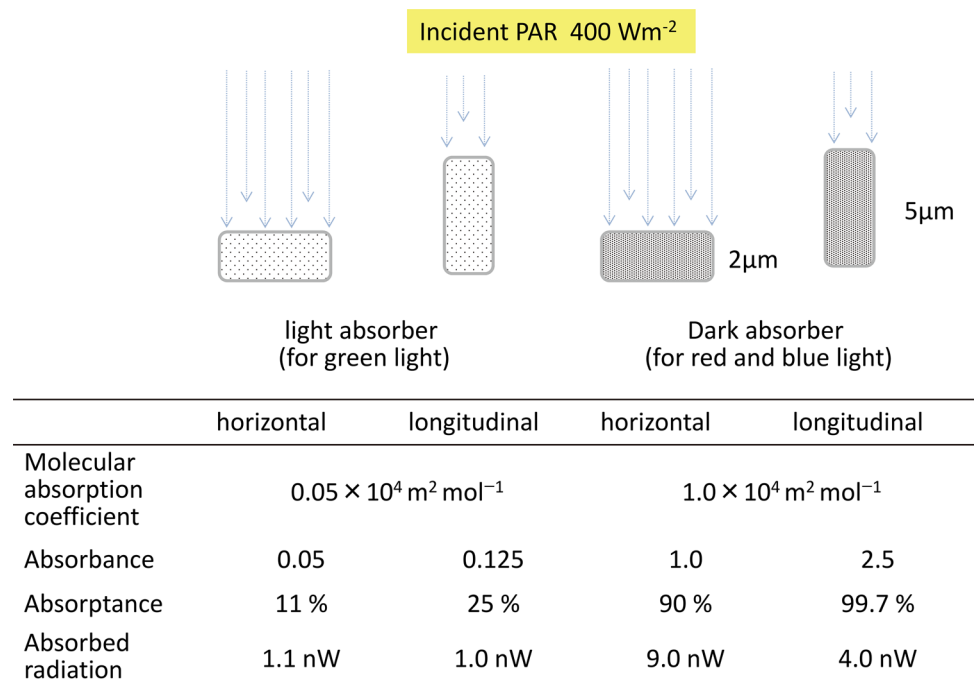 Incident PAR 400 Wm⁻²
5μm
2μm
light absorber
(for green light)
Dark absorber
(for red and blue light)
horizontal longitudinal horizontal longitudinal
Molecular
absorption
coefficient
0.05 × 10⁴ m² mol⁻¹ 1.0 × 10⁴ m² mol⁻¹
Absorbance 0.05 0.125 1.0 2.5
Absorptance 11 % 25 % 90 % 99.7 %
Absorbed
radiation
1.1 nW 1.0 nW 9.0 nW 4.0 nW